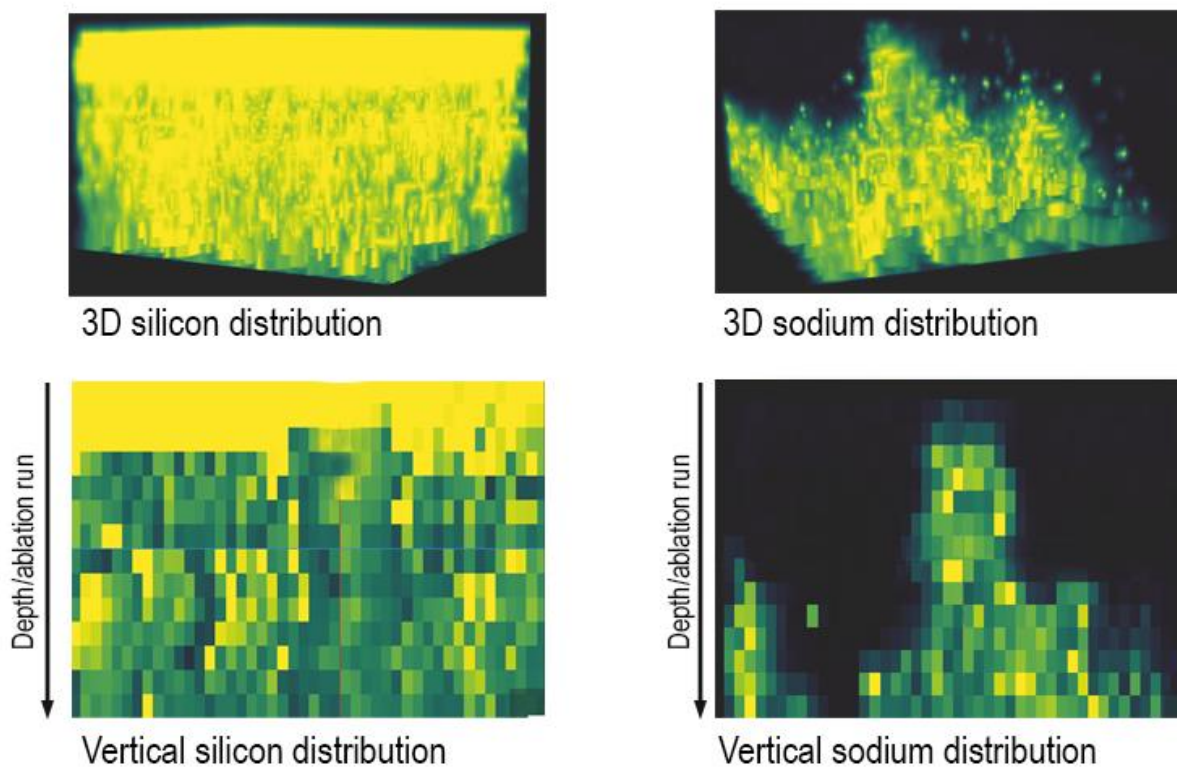 3D silicon distribution
3D sodium distribution
Depth/ablation run
Depth/ablation run
Vertical silicon distribution
Vertical sodium distribution